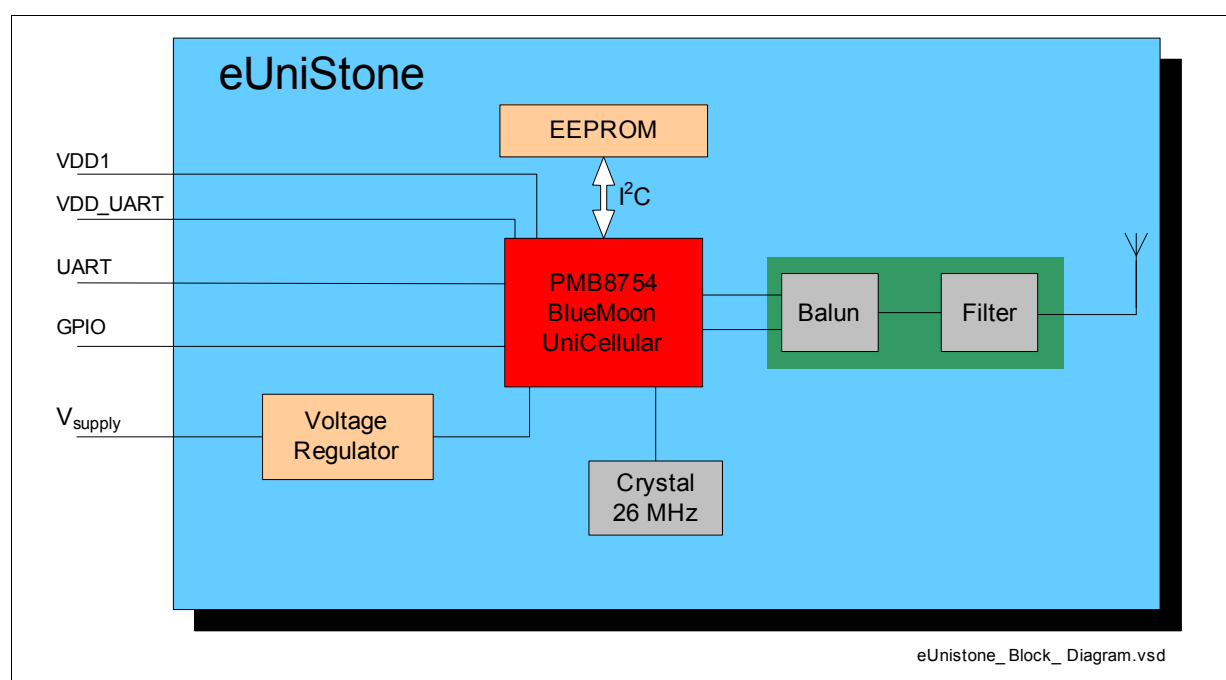 eUniStone
EEPROM
VDD1
I²C
VDD_UART
UART
PMB8754
BlueMoon
UniCellular
Balun
Filter
GPIO
Vsupply
Voltage
Regulator
Crystal
26 MHz
eUnistone_ Block_ Diagram.vsd